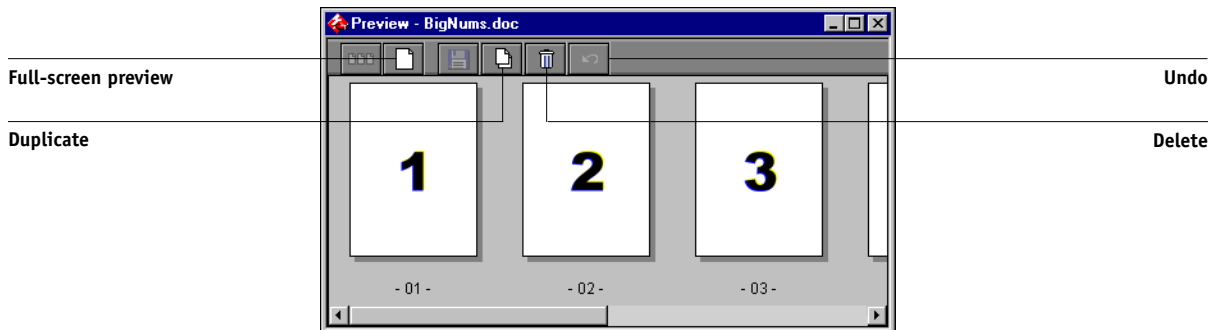 Preview - BigNums.doc
Full-screen preview
Undo
Duplicate
Delete
1 2 3
- 01 - - 02 - - 03 -